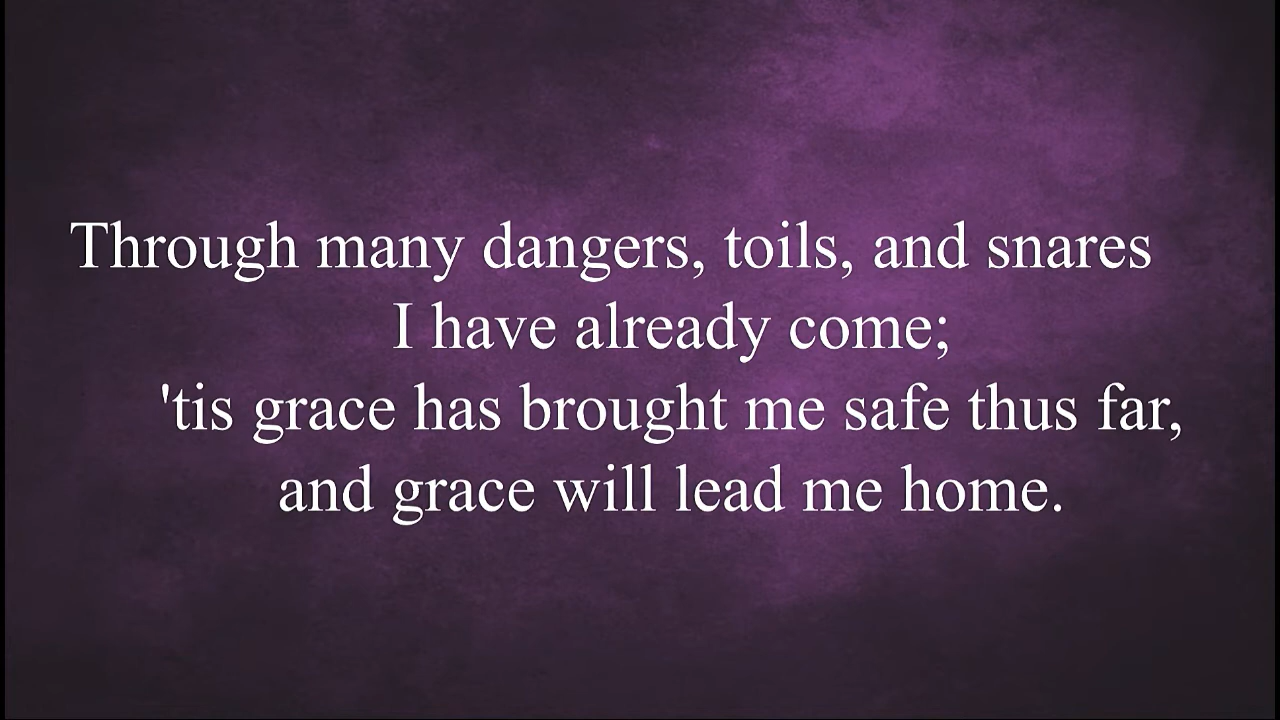 Through many dangers, toils, and snares
I have already come;
'tis grace has brought me safe thus far,
and grace will lead me home.